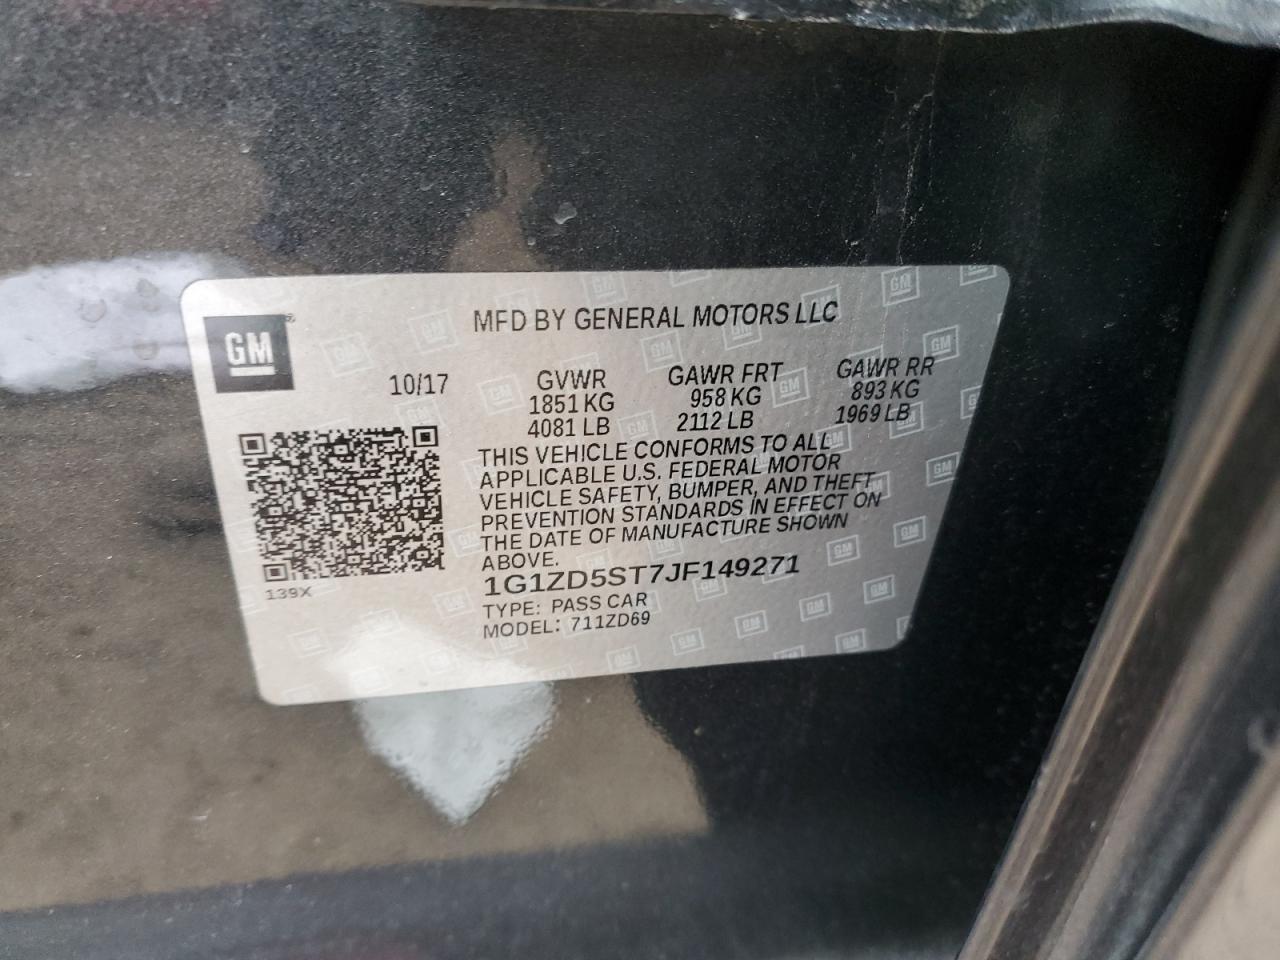 MFD BY GENERAL MOTORS LLC
GM
10/17
GVWR GAWR FRT GAWR RR
1851 KG 958 KG 893 KG
4081 LB 2112 LB 1969 LB
THIS VEHICLE CONFORMS TO ALL
APPLICABLE U.S. FEDERAL MOTOR
VEHICLE SAFETY, BUMPER, AND THEFT
PREVENTION STANDARDS IN EFFECT ON
THE DATE OF MANUFACTURE SHOWN
ABOVE.
1G1ZD5ST7JF149271
139X
TYPE: PASS CAR
MODEL: 711ZD69